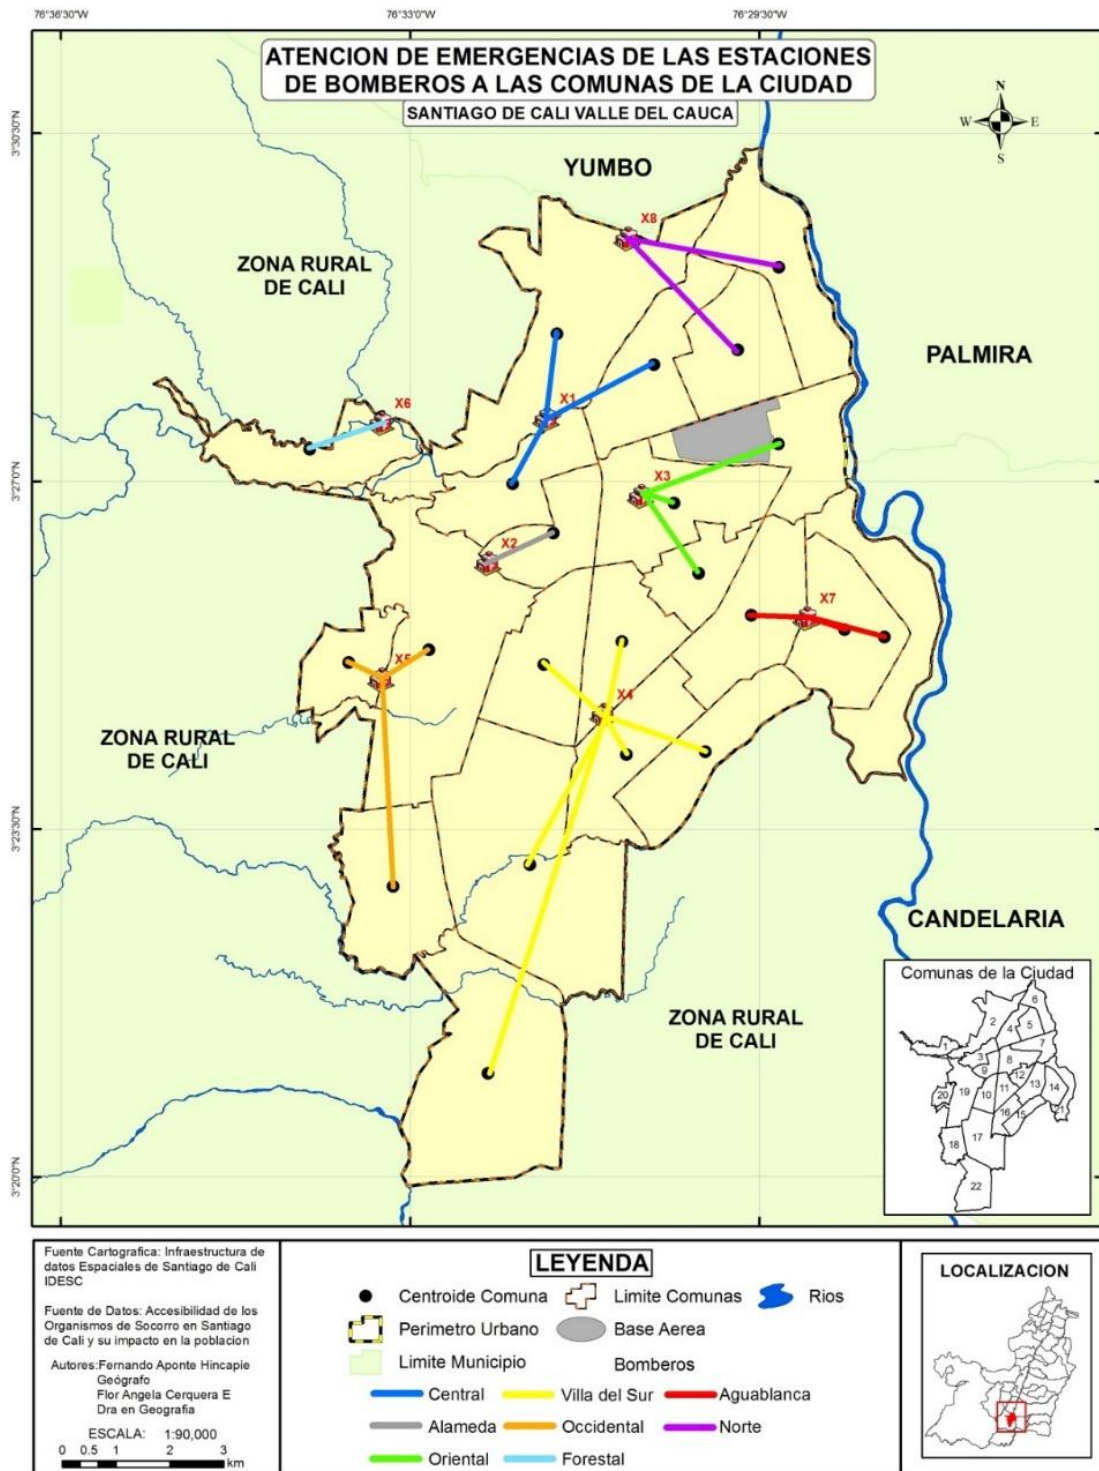 76°36'30"W 76°33'0"W 76°29'30"W
ATENCION DE EMERGENCIAS DE LAS ESTACIONES
DE BOMBEROS A LAS COMUNAS DE LA CIUDAD
SANTIAGO DE CALI VALLE DEL CAUCA
N
W E
S
3°30'30"N
YUMBO
X8
ZONA RURAL
DE CALI
PALMIRA
X6
X1
3°27'0"N
X3
X2
X7
X5
X4
ZONA RURAL
DE CALI
3°23'30"N
CANDELARIA
ZONA RURAL
DE CALI
3°20'0"N
Comunas de la Ciudad
6
2
4
5
7
1
3
8
9
12
20
19
10
11
13
14
16
15
21
18
17
22
Fuente Cartografica: Infraestructura de
datos Espaciales de Santiago de Cali
IDESC
Fuente de Datos: Accesibilidad de los
Organismos de Socorro en Santiago
de Cali y su impacto en la poblacion
Autores:Fernando Aponte Hincapie
Geógrafo
Flor Angela Cerquera E
Dra en Geografia
ESCALA: 1:90,000
0 0.5 1 2 3
km
LEYENDA
Centroide Comuna Limite Comunas Rios
Perimetro Urbano Base Aerea
Limite Municipio Bomberos
Central Villa del Sur Aguablanca
Alameda Occidental Norte
Oriental Forestal
LOCALIZACION